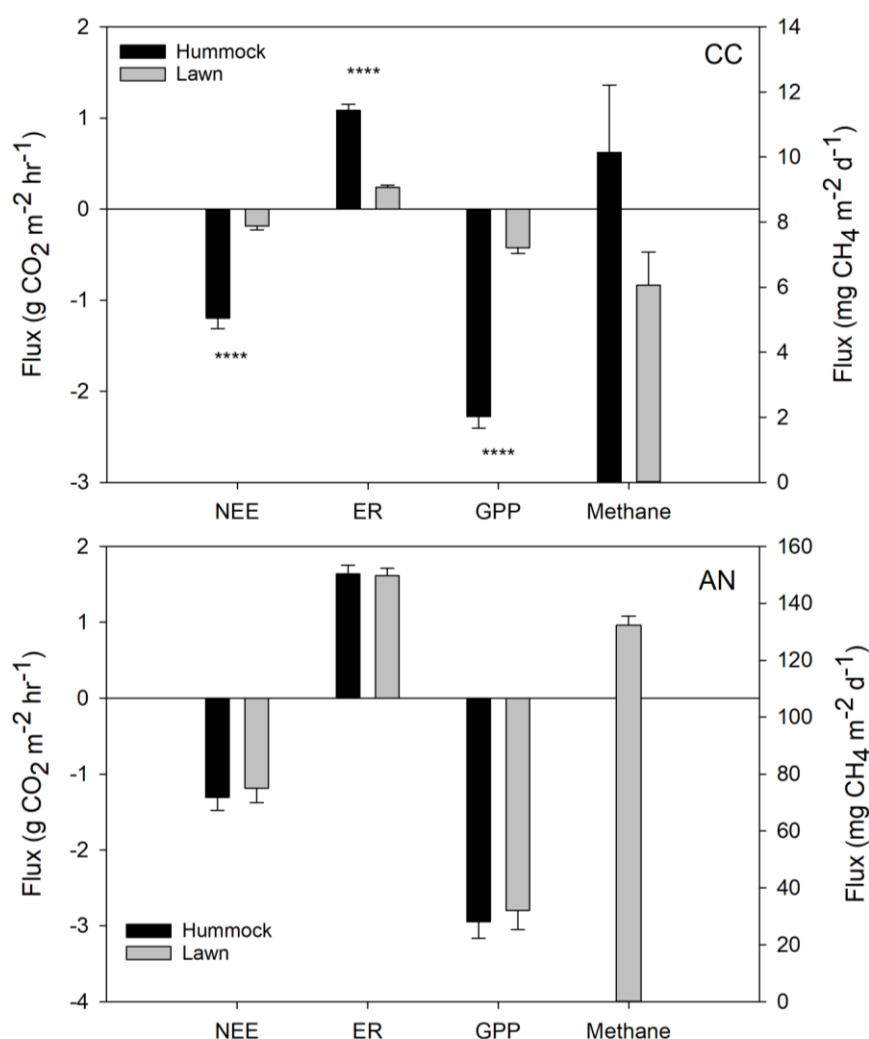 2
1
0
-1
-2
-3
Flux (g CO₂ m⁻² hr⁻¹)
Hummock
Lawn
****
****
****
CC
14
12
10
8
6
4
2
0
Flux (mg CH₄ m⁻² d⁻¹)
NEE ER GPP Methane
2
1
0
-1
-2
-3
-4
Flux (g CO₂ m⁻² hr⁻¹)
AN
Hummock
Lawn
160
140
120
100
80
60
40
20
0
Flux (mg CH₄ m⁻² d⁻¹)
NEE ER GPP Methane